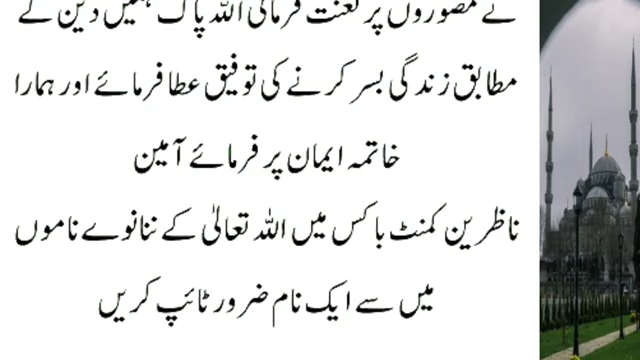 نے مصوروں پر لعنت فرمائی اللہ پاک ہمیں دین کے
مطابق زندگی بسر کرنے کی توفیق عطا فرمائے اور ہمارا
خاتمہ ایمان پر فرمائے آمین
ناظرین کمنٹ باکس میں اللہ تعالیٰ کے ننانوے ناموں
میں سے ایک نام ضرور ٹائپ کریں